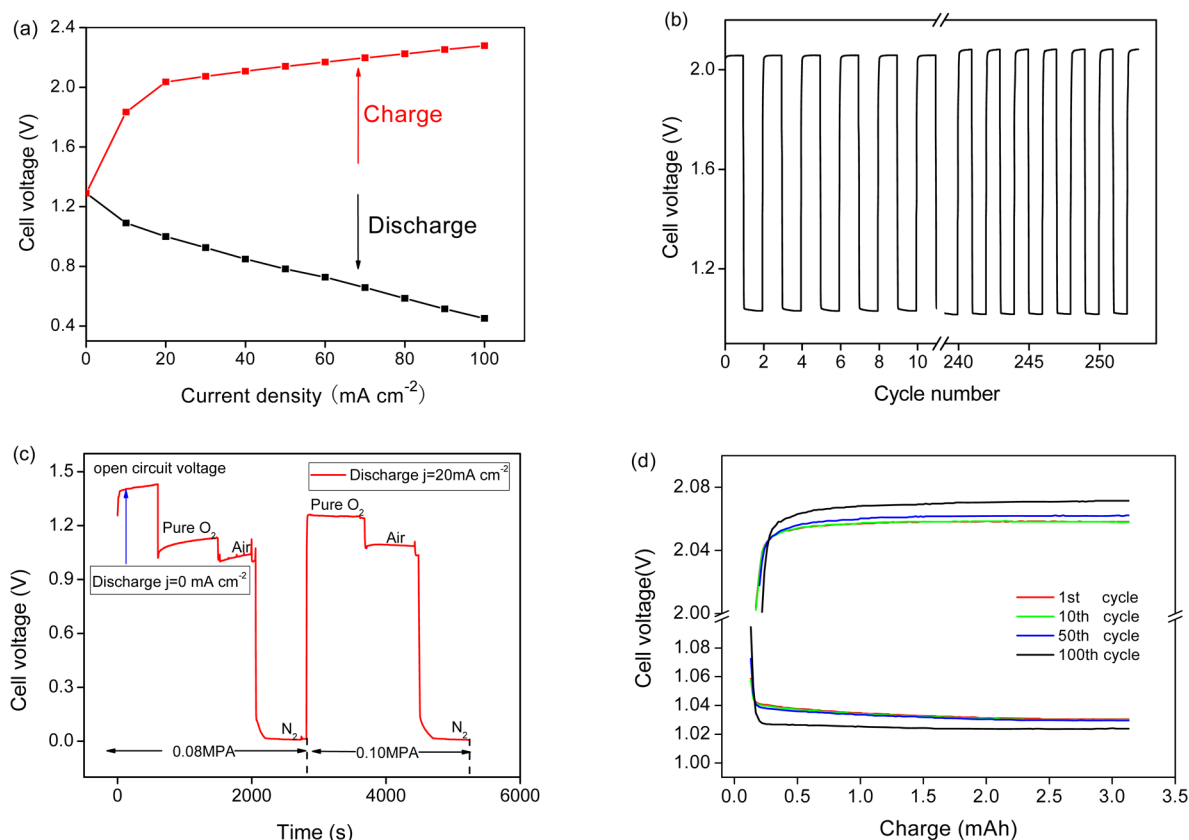 (a)
2.4
2.0
1.6
1.2
0.8
0.4
Cell voltage (V)
Charge
Discharge
0 20 40 60 80 100
Current density (mA cm-2)
(b)
2.0
1.6
1.2
Cell voltage (V)
0 2 4 6 8 10 240 245 250
Cycle number
(c)
1.5
1.2
0.9
0.6
0.3
0.0
Cell voltage (V)
open circuit voltage
Discharge j=20mA cm-2
Pure O2
Pure O2
Air
Air
Discharge j=0 mA cm-2
N2
N2
0.08MPA
0.10MPA
0 2000 4000 6000
Time (s)
(d)
2.08
2.04
2.00
1.08
1.06
1.04
1.02
1.00
Cell voltage(V)
1st cycle
10th cycle
50th cycle
100th cycle
0.0 0.5 1.0 1.5 2.0 2.5 3.0 3.5
Charge (mAh)